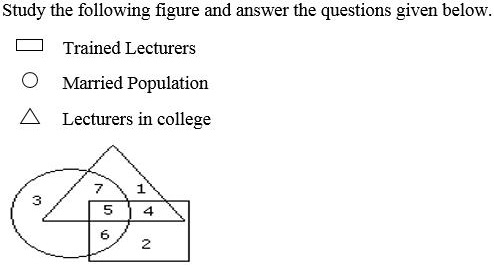 Study the following figure and answer the questions given below.
Trained Lecturers
Married Population
Lecturers in college
7 1
3
5 4
6
2